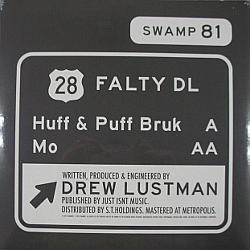 SWAMP 81
28 FALTY DL
Huff & Puff Bruk A
Mo AA
WRITTEN, PRODUCED & ENGINEERED BY
DREW LUSTMAN
PUBLISHED BY JUST ISNT MUSIC.
DISTRIBUTED BY S.T.HOLDINGS. MASTERED AT METROPOLIS.